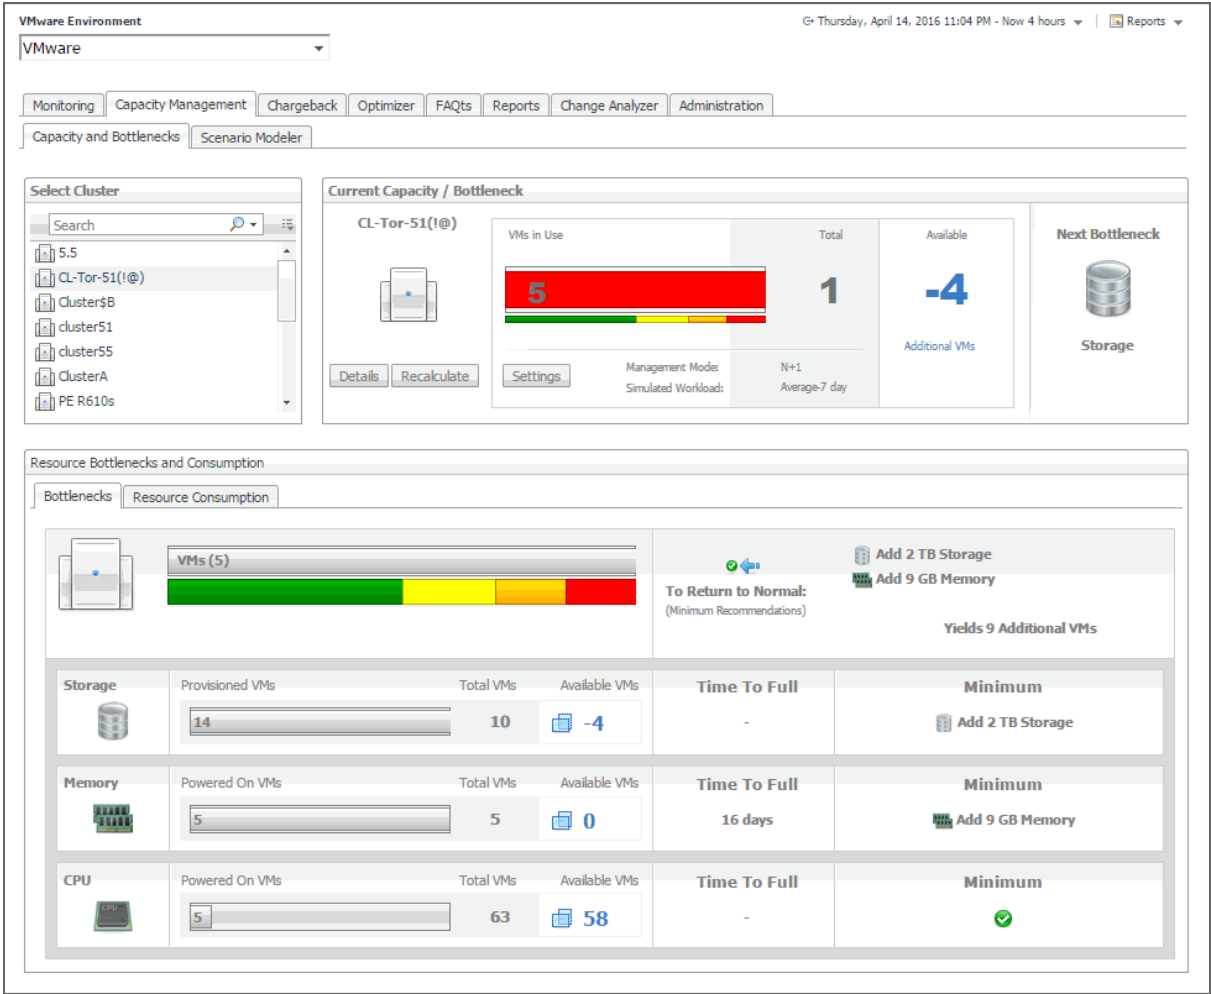 VMware Environment
Thursday, April 14, 2016 11:04 PM - Now 4 hours
Reports
VMware
Monitoring
Capacity Management
Chargeback
Optimizer
FAQts
Reports
Change Analyzer
Administration
Capacity and Bottlenecks
Scenario Modeler
Select Cluster
Search
5.5
CL-Tor-51(!@)
Cluster$B
cluster51
cluster55
ClusterA
PE R610s
Current Capacity / Bottleneck
CL-Tor-51(!@)
Details
Recalculate
VMs in Use
Total
Available
5
1
-4
Additional VMs
Settings
Management Mode:
N+1
Simulated Workload:
Average-7 day
Next Bottleneck
Storage
Resource Bottlenecks and Consumption
Bottlenecks
Resource Consumption
VMs (5)
To Return to Normal:
(Minimum Recommendations)
Add 2 TB Storage
Add 9 GB Memory
Yields 9 Additional VMs
Storage
Provisioned VMs
Total VMs
Available VMs
Time To Full
Minimum
14
10
-4
-
Add 2 TB Storage
Memory
Powered On VMs
Total VMs
Available VMs
Time To Full
Minimum
5
5
0
16 days
Add 9 GB Memory
CPU
Powered On VMs
Total VMs
Available VMs
Time To Full
Minimum
CPU
5
63
58
-